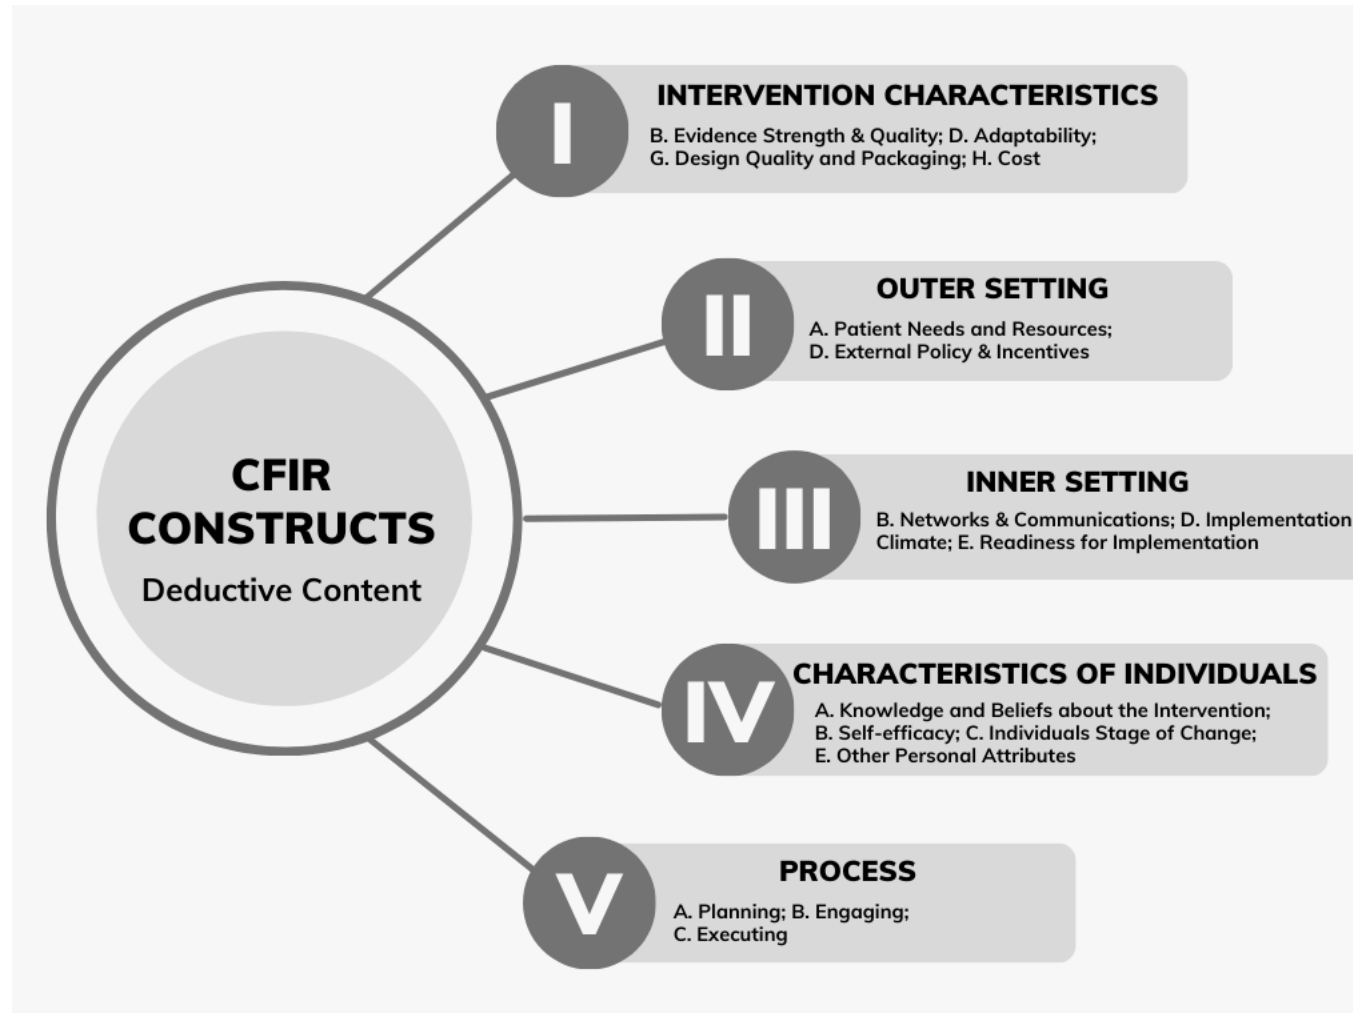 CFIR
CONSTRUCTS
Deductive Content
I
INTERVENTION CHARACTERISTICS
B. Evidence Strength & Quality; D. Adaptability;
G. Design Quality and Packaging; H. Cost
II
OUTER SETTING
A. Patient Needs and Resources;
D. External Policy & Incentives
III
INNER SETTING
B. Networks & Communications; D. Implementation
Climate; E. Readiness for Implementation
IV
CHARACTERISTICS OF INDIVIDUALS
A. Knowledge and Beliefs about the Intervention;
B. Self-efficacy; C. Individuals Stage of Change;
E. Other Personal Attributes
V
PROCESS
A. Planning; B. Engaging;
C. Executing